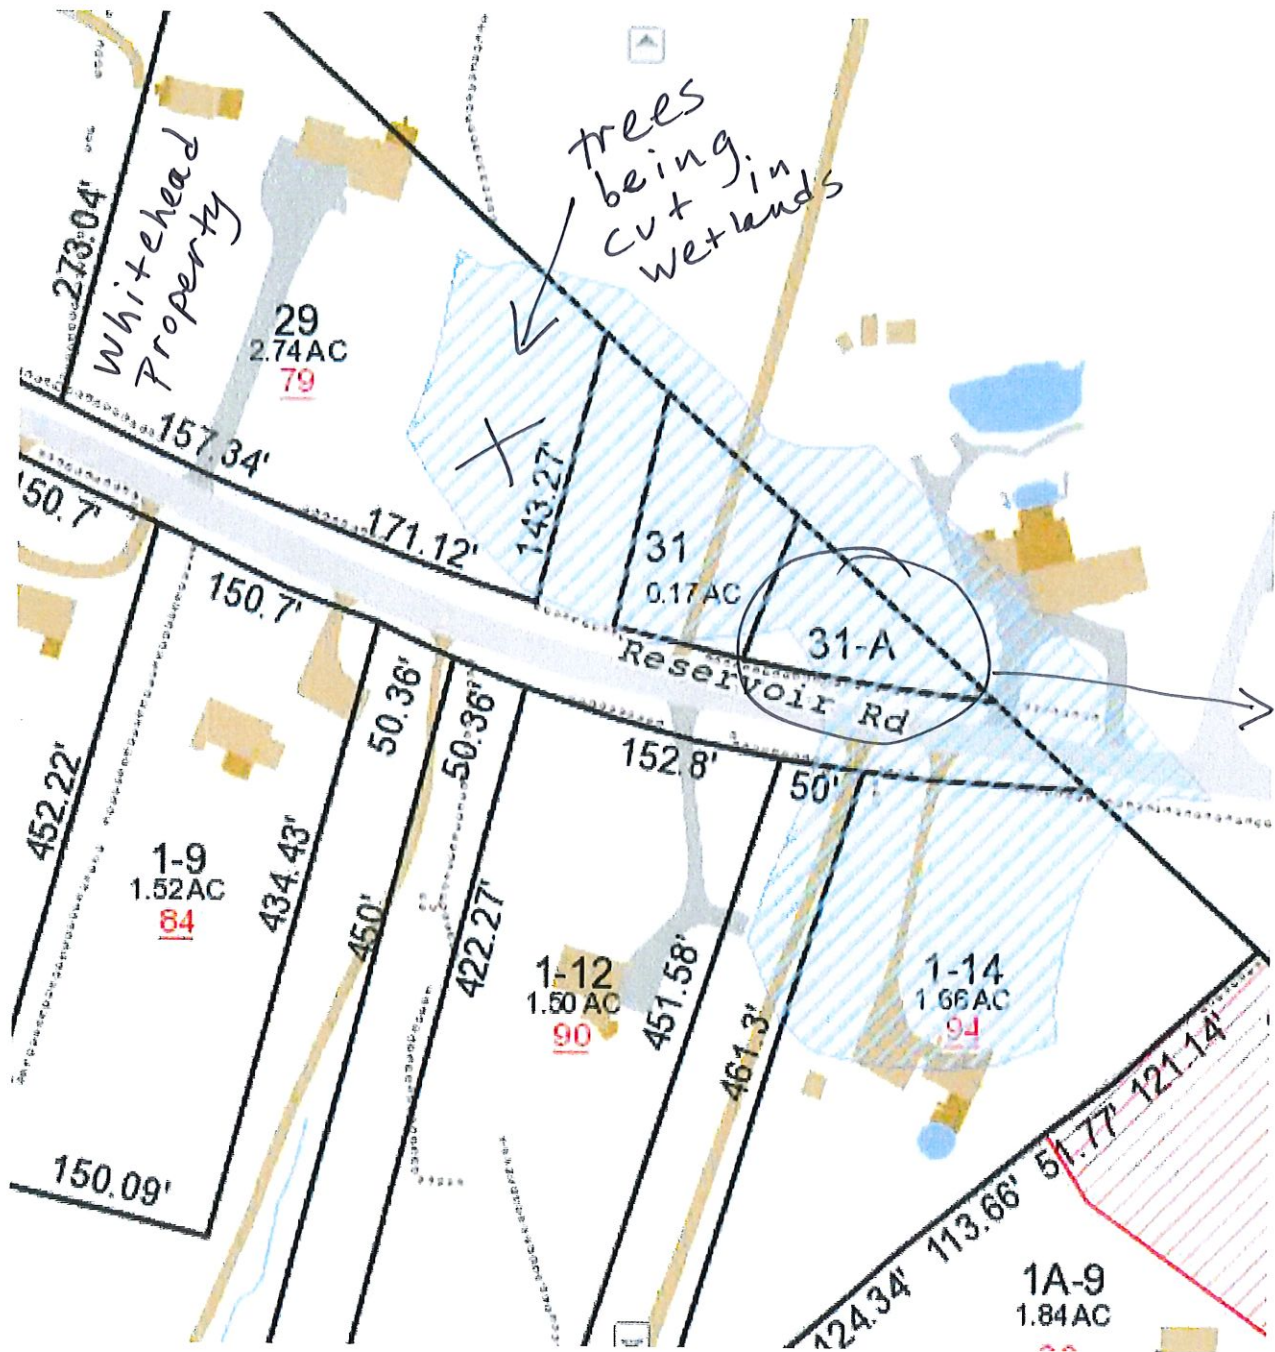 trees
being
cut in
wetlands
Whitehead
Property
273.04'
29
2.74 AC
79
157.34'
171.12'
143.27'
31
0.17 AC
31-A
Reservoir Rd
150.7'
150.7'
50.36'
50.36'
152.8'
50'
452.22'
1-9
1.52 AC
84
434.43'
450'
422.27'
1-12
1.50 AC
90
451.58'
461.3'
1-14
1.66 AC
94
121.14'
51.77'
113.66'
124.34'
150.09'
1A-9
1.84 AC